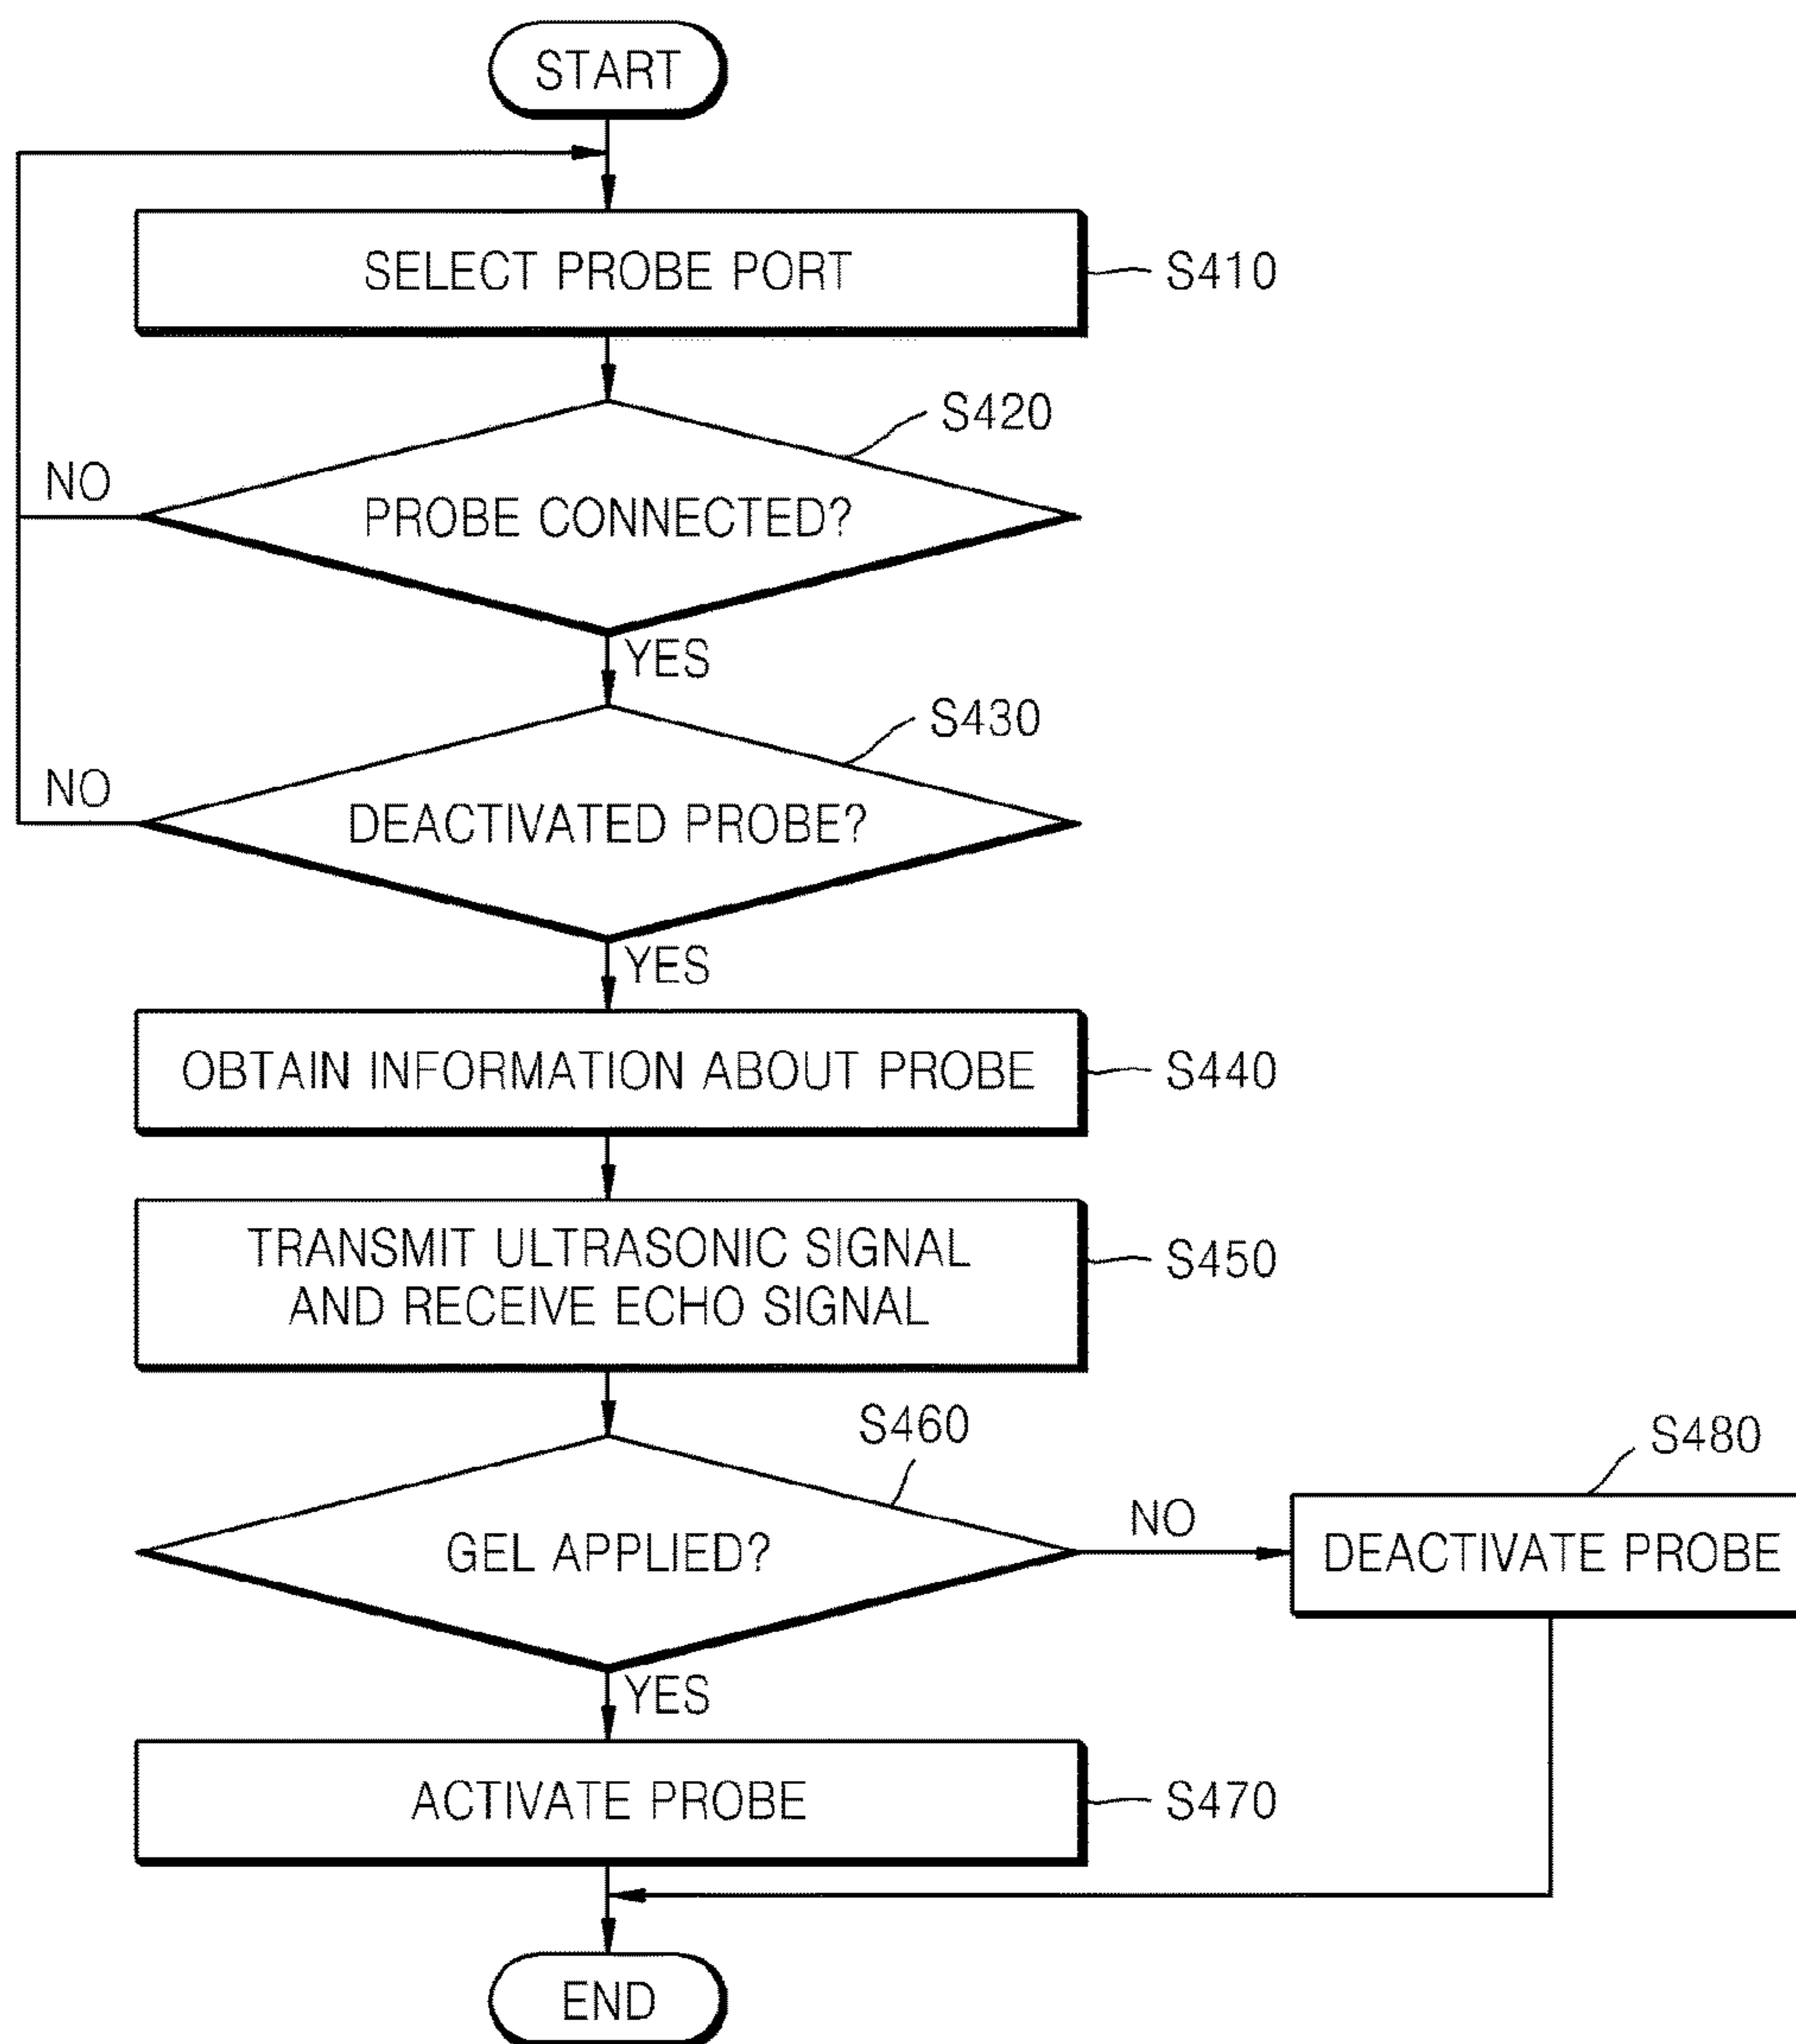 START
SELECT PROBE PORT
S410
S420
NO
PROBE CONNECTED?
YES
S430
NO
DEACTIVATED PROBE?
YES
OBTAIN INFORMATION ABOUT PROBE
S440
TRANSMIT ULTRASONIC SIGNAL
AND RECEIVE ECHO SIGNAL
S450
S460
S480
GEL APPLIED?
NO
DEACTIVATE PROBE
YES
ACTIVATE PROBE
S470
END